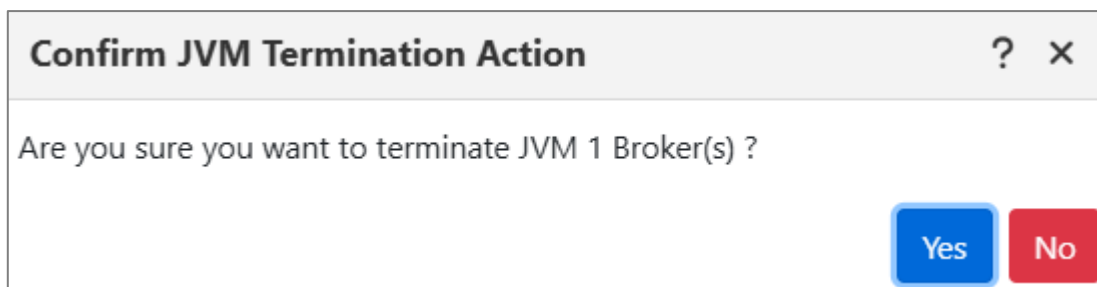 Confirm JVM Termination Action ? ×
Are you sure you want to terminate JVM 1 Broker(s) ?
Yes No